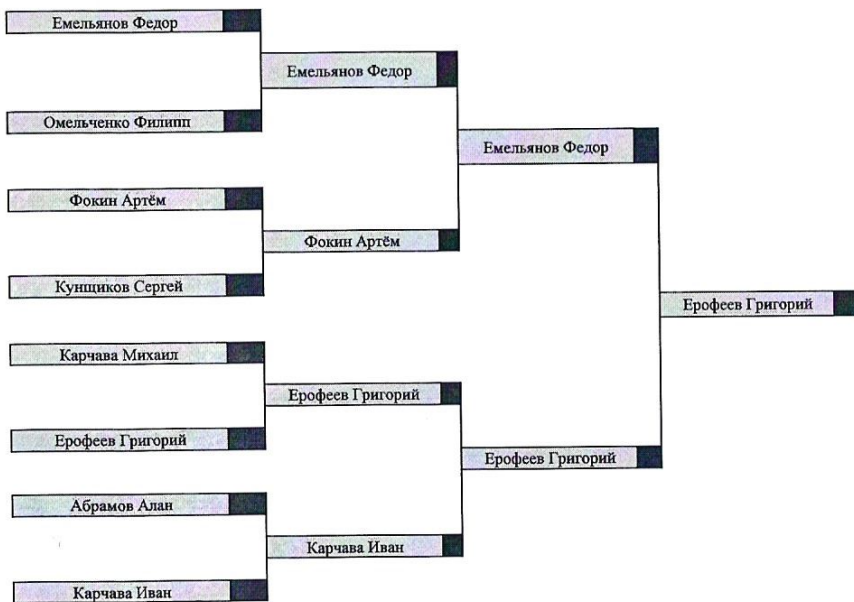 Емельянов Федор
Омельченко Филипп
Фокин Артём
Кунщиков Сергей
Карчава Михаил
Ерофеев Григорий
Абрамов Алан
Карчава Иван
Емельянов Федор
Фокин Артём
Ерофеев Григорий
Карчава Иван
Емельянов Федор
Ерофеев Григорий
Ерофеев Григорий